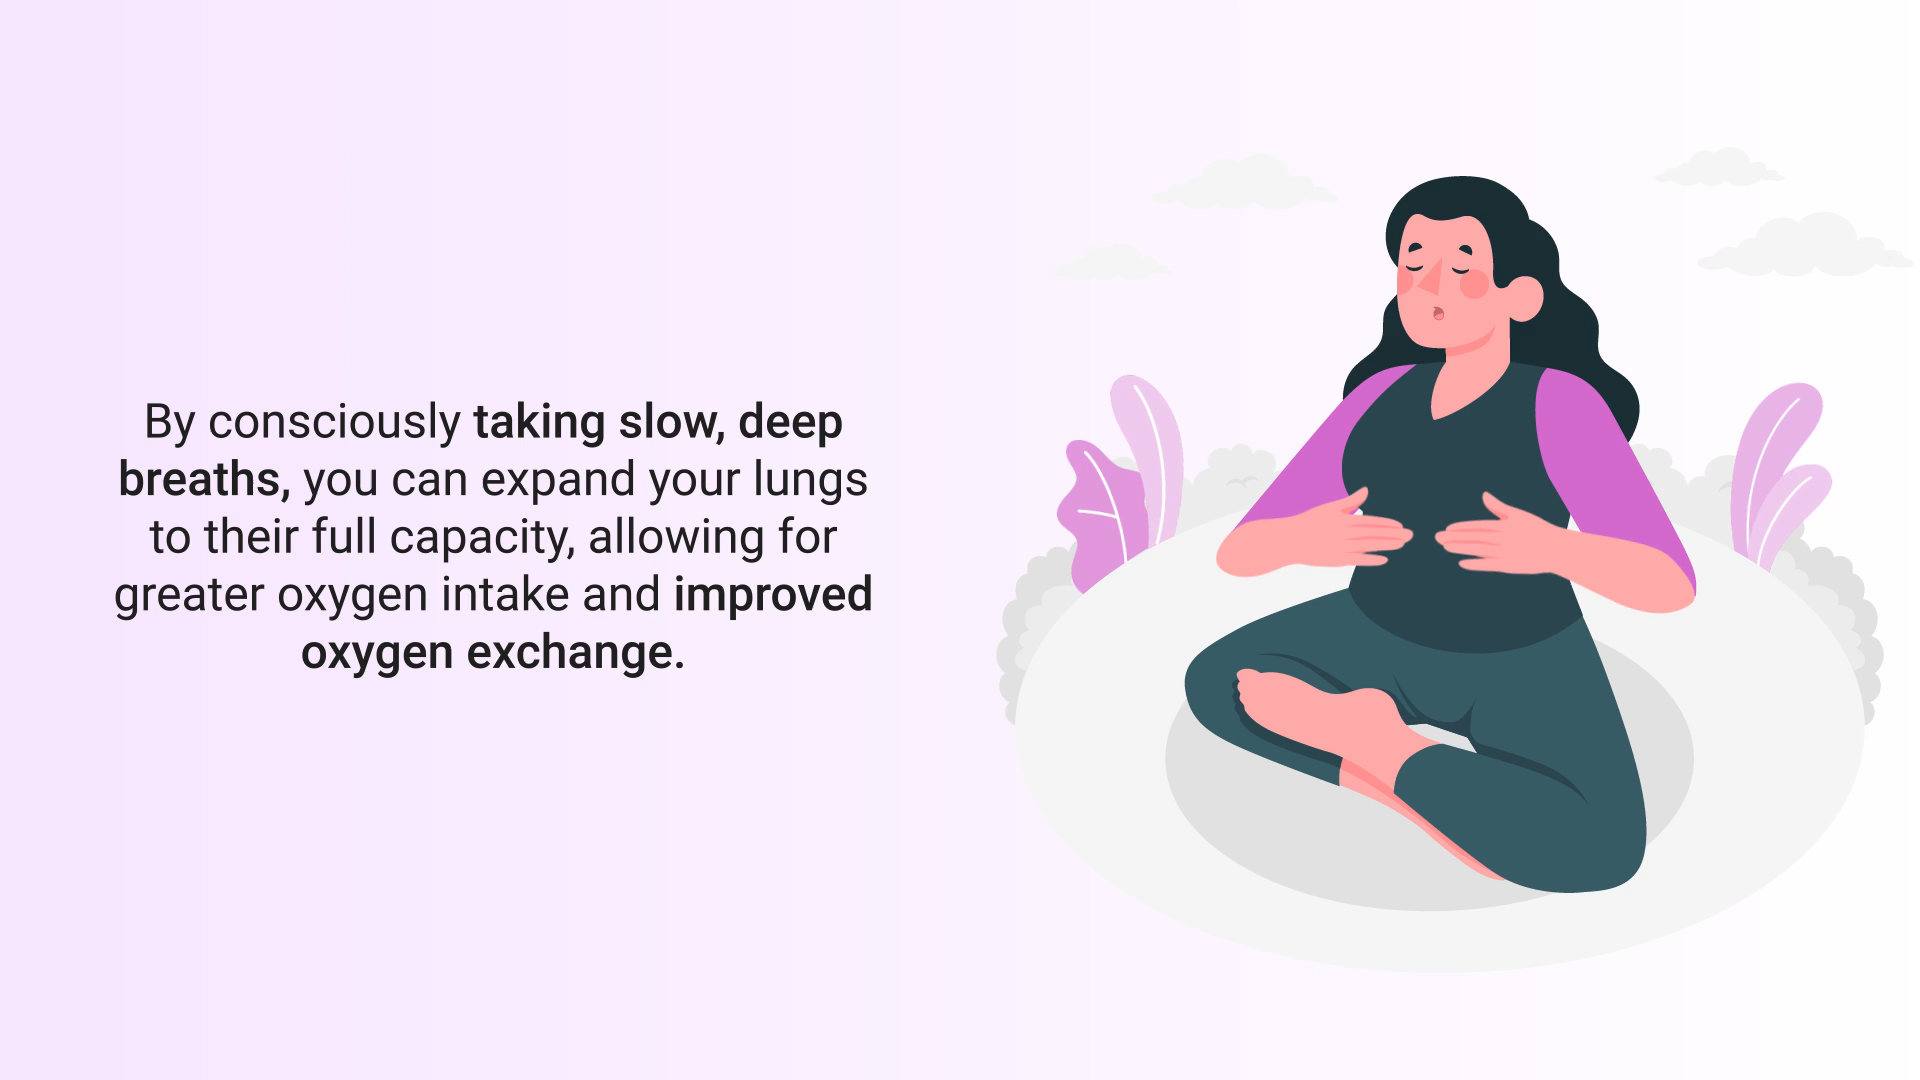 By consciously taking slow, deep
breaths, you can expand your lungs
to their full capacity, allowing for
greater oxygen intake and improved
oxygen exchange.